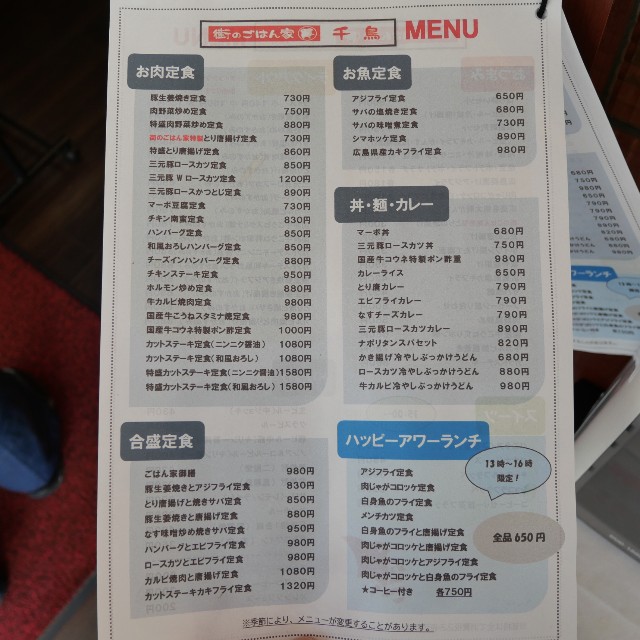 街のごはん家 千鳥 MENU
お肉定食
豚生姜焼き定食 730円
肉野菜炒め定食 750円
特盛肉野菜炒め定食 880円
街のごはん家特製とり唐揚げ定食 730円
特盛とり唐揚げ定食 860円
三元豚ロースカツ定食 850円
三元豚 W ロースカツ定食 1200円
三元豚ロースかつとじ定食 890円
マーボ豆腐定食 730円
チキン南蛮定食 830円
ハンバーグ定食 850円
和風おろしハンバーグ定食 850円
チーズインハンバーグ定食 880円
チキンステーキ定食 950円
ホルモン炒め定食 880円
牛カルビ焼肉定食 980円
国産牛こうねスタミナ焼定食 980円
国産牛コウネ特製ポン酢定食 1000円
カットステーキ定食(ニンニク醤油) 1080円
カットステーキ定食(和風おろし) 1080円
特盛カットステーキ定食(ニンニク醤油) 1580円
特盛カットステーキ定食(和風おろし) 1580円
お魚定食
アジフライ定食 650円
サバの塩焼き定食 680円
サバの味噌煮定食 730円
シマホッケ定食 890円
広島県産カキフライ定食 980円
丼・麺・カレー
マーボ丼 680円
三元豚ロースカツ丼 750円
国産牛コウネ特製ポン酢重 980円
カレーライス 650円
とり唐カレー 790円
エビフライカレー 790円
なすチーズカレー 790円
三元豚ロースカツカレー 890円
ナポリタンスパセット 820円
かき揚げ冷やしぶっかけうどん 680円
ロースカツ冷やしぶっかけうどん 880円
牛カルビ冷やしぶっかけうどん 980円
合盛定食
ごはん家御膳 980円
豚生姜焼きとアジフライ定食 830円
とり唐揚げと焼きサバ定食 850円
豚生姜焼と唐揚げ定食 880円
なす味噌炒め焼きサバ定食 950円
ハンバーグとエビフライ定食 980円
ロースカツとエビフライ定食 980円
カルビ焼肉と唐揚げ定食 1080円
カットステーキカキフライ定食 1320円
ハッピーアワーランチ
13時〜16時
限定!
アジフライ定食
肉じゃがコロッケ定食
白身魚のフライ定食
メンチカツ定食
白身魚のフライと唐揚げ定食
肉じゃがコロッケと唐揚げ定食
肉じゃがコロッケとアジフライ定食
肉じゃがコロッケと白身魚のフライ定食
★コーヒー付き 各750円
全品650円
※季節により、メニューが変更することがあります。